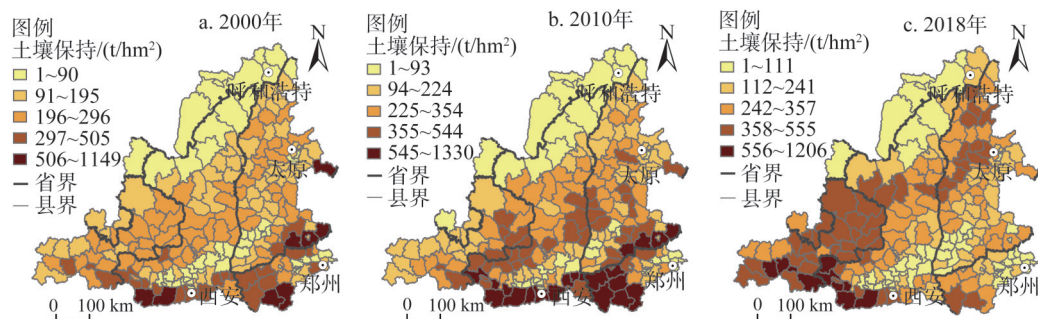 图例
a. 2000年
N
土壤保持/(t/hm²)
1~90
91~195
196~296
297~505
506~1149
省界
县界
呼和浩特
太原
郑州
西安
0 100 km
图例
b. 2010年
N
土壤保持/(t/hm²)
1~93
94~224
225~354
355~544
545~1330
省界
县界
呼和浩特
太原
郑州
西安
0 100 km
图例
c. 2018年
N
土壤保持/(t/hm²)
1~111
112~241
242~357
358~555
556~1206
省界
县界
呼和浩特
太原
郑州
西安
0 100 km